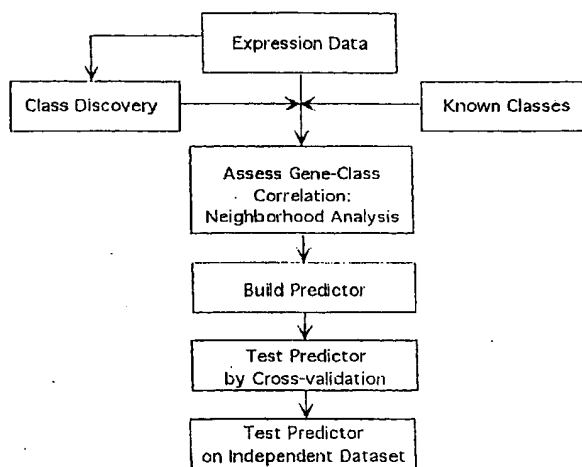 Expression Data
Class Discovery
Known Classes
Assess Gene-Class
Correlation:
Neighborhood Analysis
Build Predictor
Test Predictor
by Cross-validation
Test Predictor
on Independent Dataset